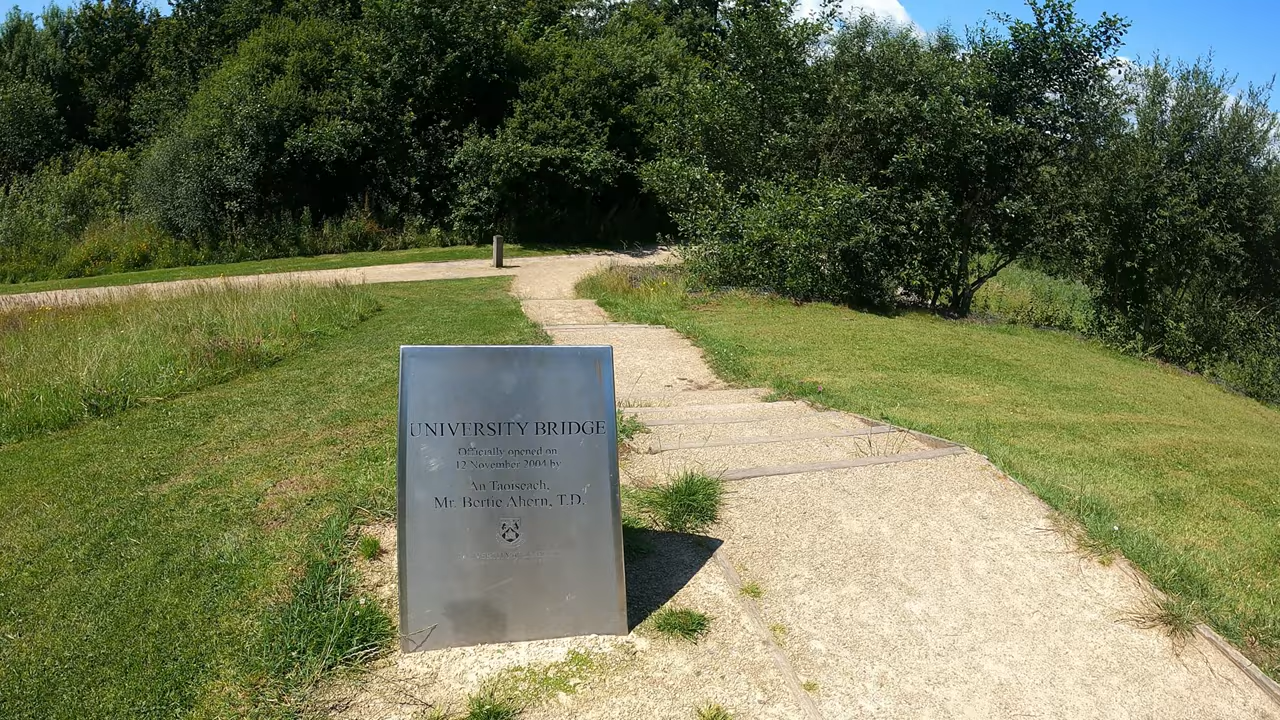 UNIVERSITY BRIDGE
Officially opened on
12 November 2004 by
An Taoiseach,
Mr. Bertie Ahern, T.D.